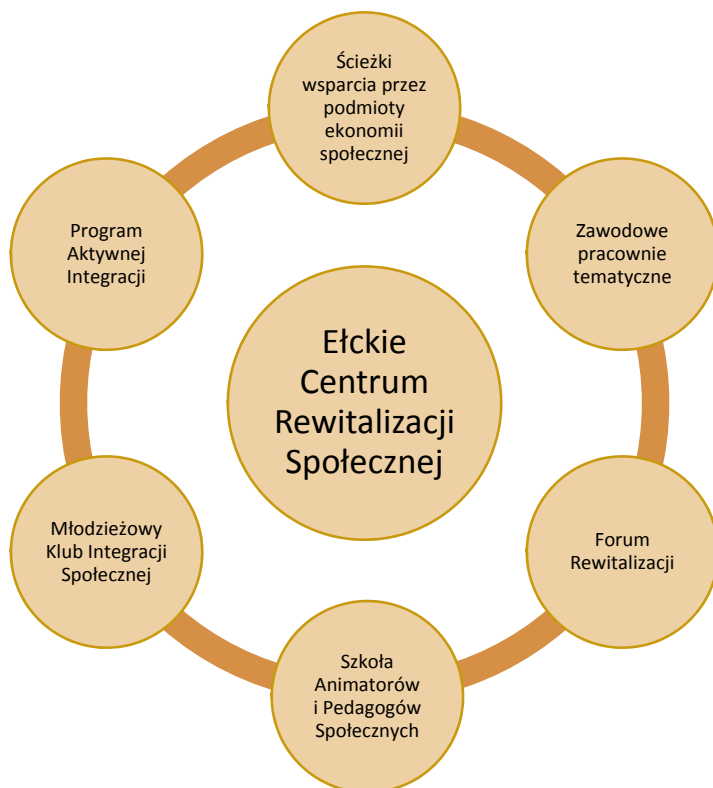 Ścieżki
wsparcia przez
podmioty
ekonomii
społecznej
Program
Aktywnej
Integracji
Zawodowe
pracownie
tematyczne
Ełckie
Centrum
Rewitalizacji
Społecznej
Młodzieżowy
Klub Integracji
Społecznej
Forum
Rewitalizacji
Szkoła
Animatorów
i Pedagogów
Społecznych